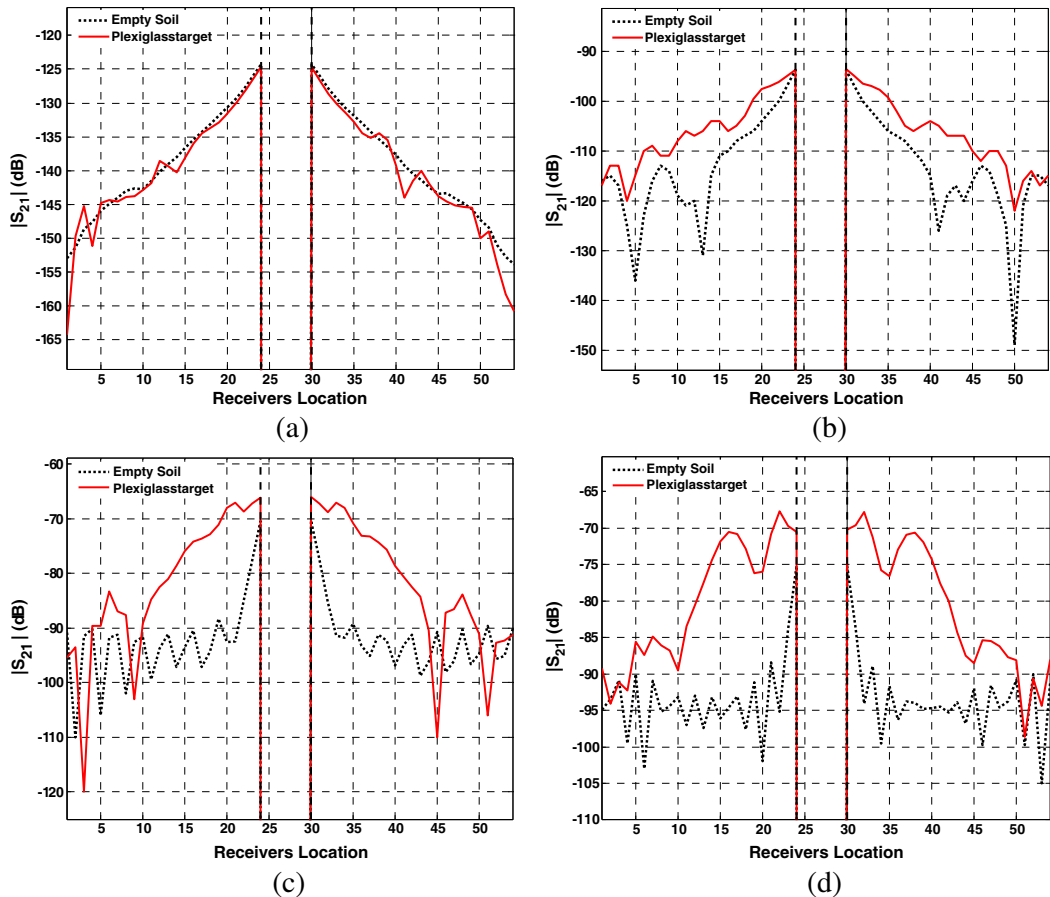 Empty Soil
Plexiglasstarget
-120
-125
-130
-135
-140
-145
-150
-155
-160
-165
|S21| (dB)
5 10 15 20 25 30 35 40 45 50
Receivers Location
(a)
Empty Soil
Plexiglasstarget
-90
-100
-110
-120
-130
-140
-150
|S21| (dB)
5 10 15 20 25 30 35 40 45 50
Receivers Location
(b)
Empty Soil
Plexiglasstarget
-60
-70
-80
-90
-100
-110
-120
|S21| (dB)
5 10 15 20 25 30 35 40 45 50
Receivers Location
(c)
Empty Soil
Plexiglasstarget
-65
-70
-75
-80
-85
-90
-95
-100
-105
-110
|S21| (dB)
5 10 15 20 25 30 35 40 45 50
Receivers Location
(d)